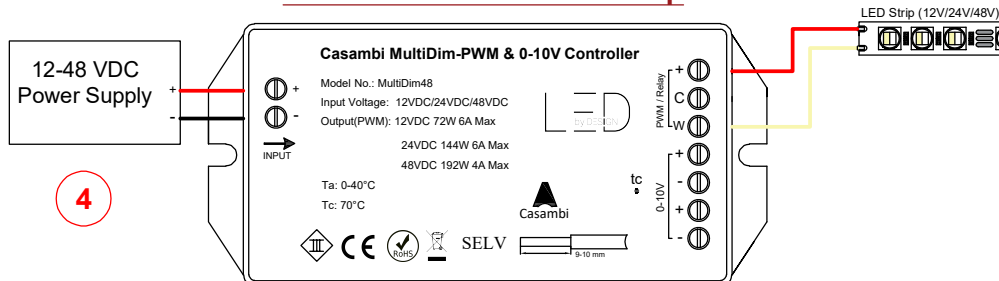 LED Strip (12V/24V/48V)
12-48 VDC
Power Supply
+
-
4
+
-
INPUT
Casambi MultiDim-PWM & 0-10V Controller
Model No.: MultiDim48
Input Voltage: 12VDC/24VDC/48VDC
Output(PWM): 12VDC 72W 6A Max
24VDC 144W 6A Max
48VDC 192W 4A Max
Ta: 0-40°C
Tc: 70°C
LED
by DESIGN
Casambi
tc
III
CE
RoHS
SELV
9-10 mm
PWM / Relay
+
C
W
0-10V
+
-
+
-